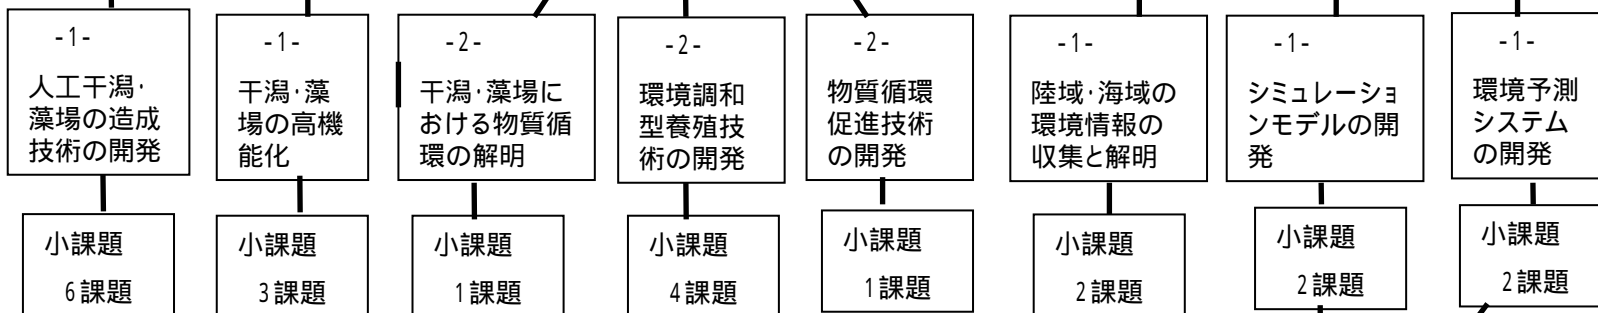 -1-
人工干潟・
藻場の造成
技術の開発
-1-
干潟・藻
場の高機
能化
-2-
干潟・藻場に
おける物質循
環の解明
-2-
環境調和
型養殖技
術の開発
-2-
物質循環
促進技術
の開発
-1-
陸域・海域の
環境情報の
収集と解明
-1-
シミュレーショ
ンモデルの開
発
-1-
環境予測
システム
の開発
小課題
6課題
小課題
3課題
小課題
1課題
小課題
4課題
小課題
1課題
小課題
2課題
小課題
2課題
小課題
2課題